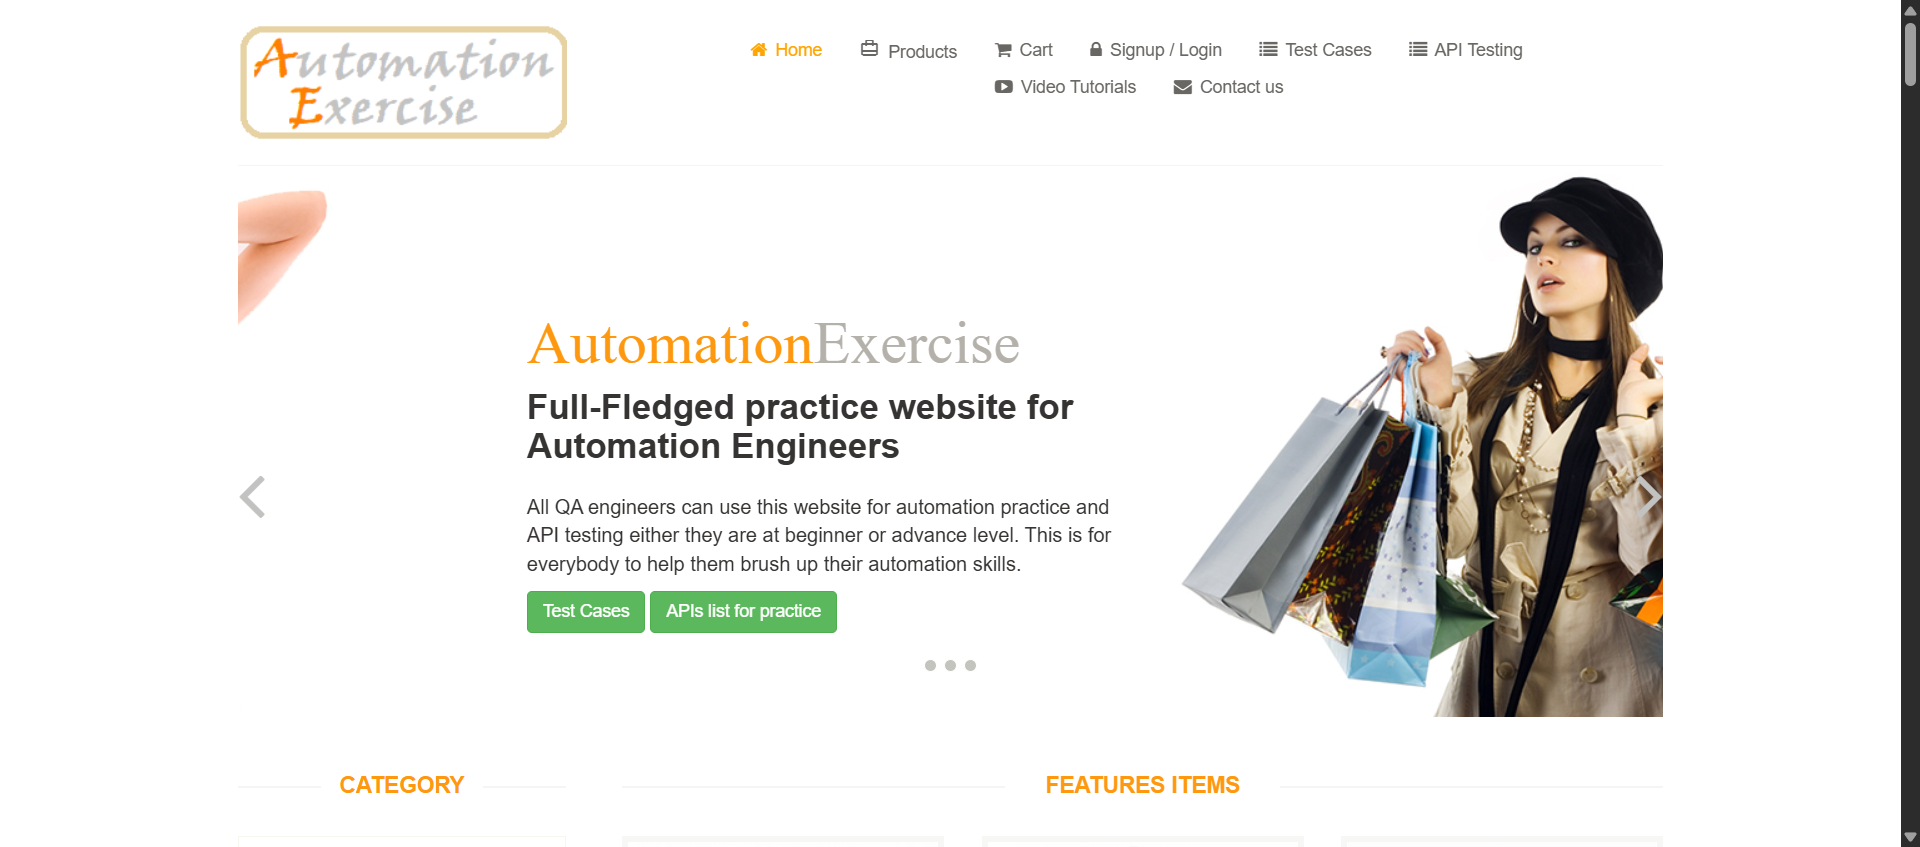 Automation
Exercise
Home
Products
Cart
Signup / Login
Test Cases
API Testing
Video Tutorials
Contact us
AutomationExercise
Full-Fledged practice website for
Automation Engineers
All QA engineers can use this website for automation practice and
API testing either they are at beginner or advance level. This is for
everybody to help them brush up their automation skills.
Test Cases
APIs list for practice
CATEGORY
FEATURES ITEMS